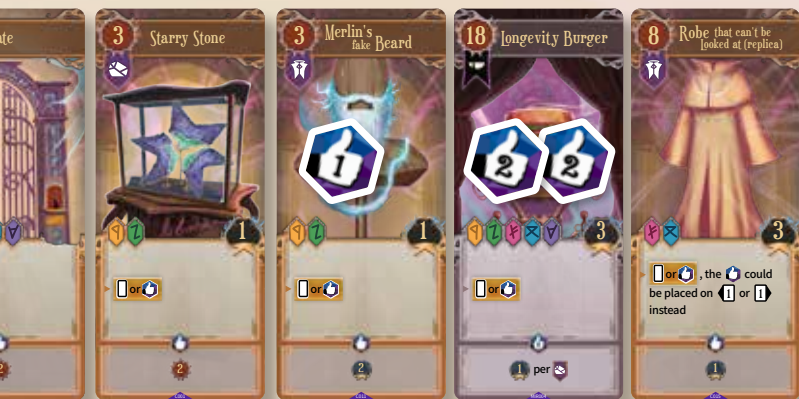 te
3 Starry Stone
1
or
2
3 Merlin's
fake Beard
1
1
or
2
18 Longevity Burger
2 2
3
or
1 per
8 Robe that can't be
looked at (replica)
3
or , the could
be placed on 1 or 1
instead
1
2